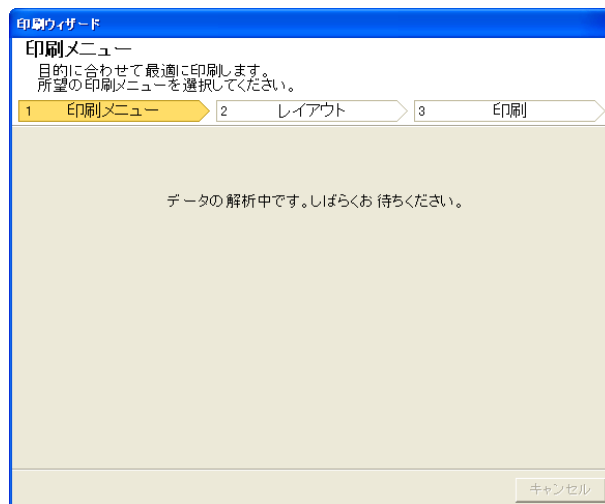 印刷ウィザード
印刷メニュー
目的に合わせて最適に印刷します。
所望の印刷メニューを選択してください。
1 印刷メニュー 2 レイアウト 3 印刷
データの解析中です。しばらくお待ちください。
キャンセル